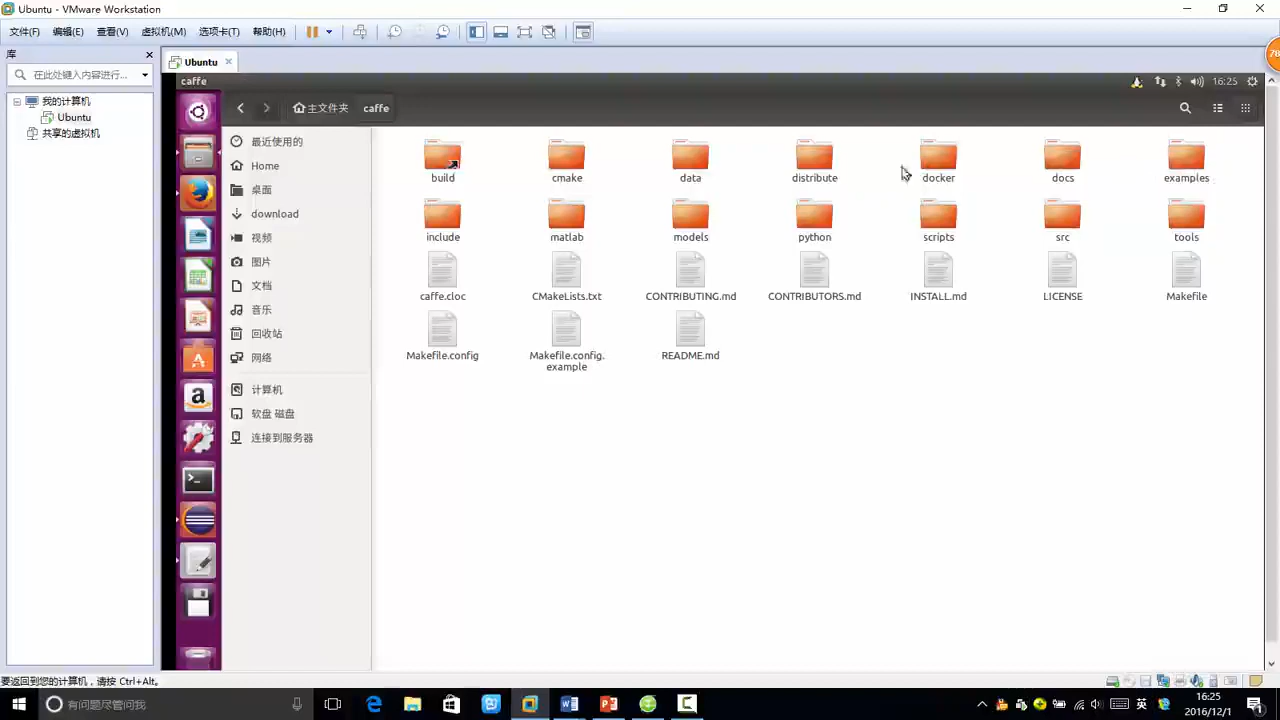 Ubuntu - VMware Workstation
78
文件(F) 编辑(E) 查看(V) 虚拟机(M) 选项卡(T) 帮助(H)
库
在此处键入内容进行...
我的计算机
Ubuntu
共享的虚拟机
Ubuntu
caffe
16:25
主文件夹 caffe
最近使用的
Home
桌面
download
视频
图片
文档
音乐
回收站
网络
计算机
软盘 磁盘
连接到服务器
build cmake data distribute docker docs examples
include matlab models python scripts src tools
caffe.cloc CMakeLists.txt CONTRIBUTING.md CONTRIBUTORS.md INSTALL.md LICENSE Makefile
Makefile.config Makefile.config.example README.md
要返回到您的计算机，请按 Ctrl+Alt。
有问题尽管问我
英
16:25
2016/12/1